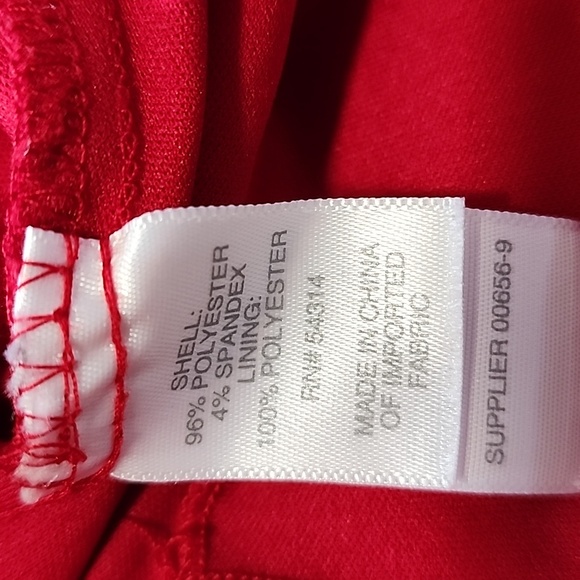 SHELL:
96% POLYESTER
4% SPANDEX
LINING:
100% POLYESTER
RN# 54314
MADE IN CHINA
OF IMPORTED
FABRIC
SUPPLIER 00656-9